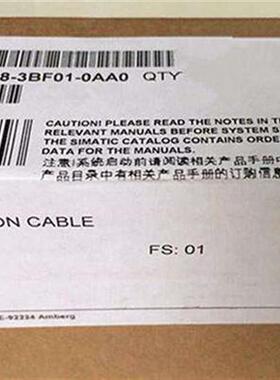 8-3BF01-0AA0 QTY
CAUTION! PLEASE READ THE NOTES IN
RELEVANT MANUALS BEFORE SYSTEM S
THE SIMATIC CATALOG CONTAINS ORDE
DATA FOR THE MANUALS.
注意!系统启动前请阅读相关产品手册中
产品目录中有相关手册的订购信息
ON CABLE
FS: 01
E-92224 Amberg